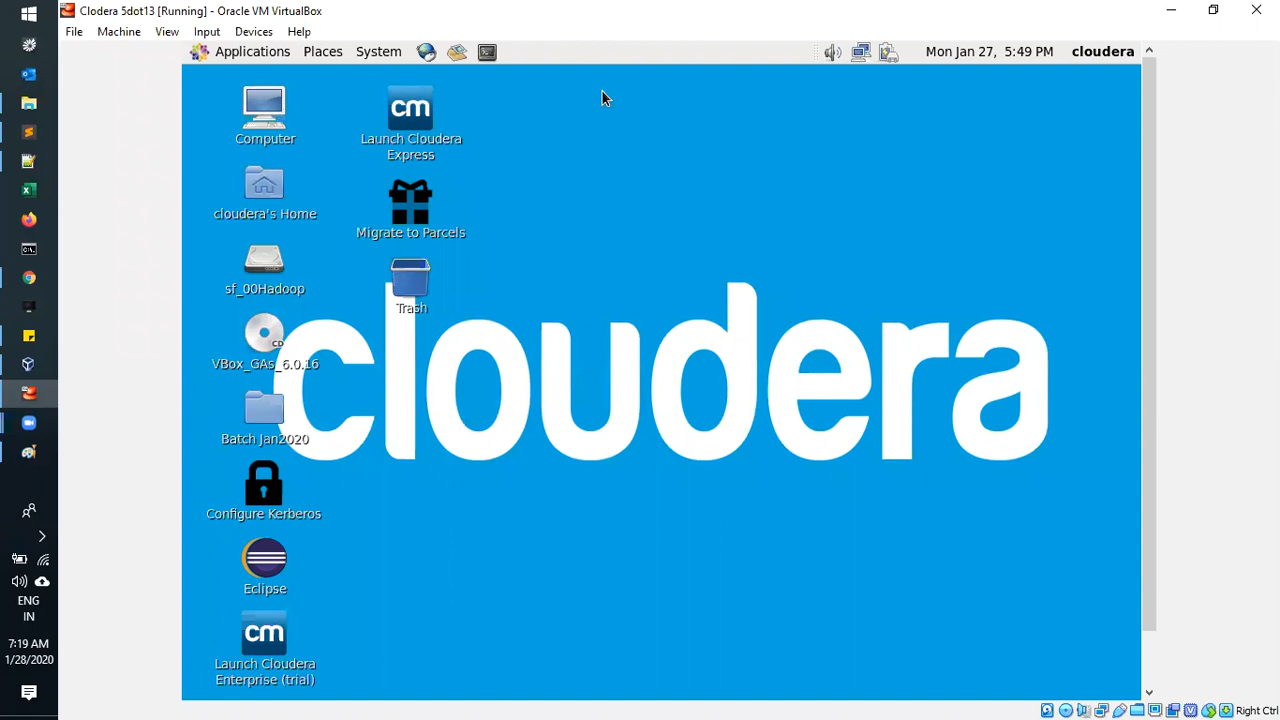 Clodera 5dot13 [Running] - Oracle VM VirtualBox
File Machine View Input Devices Help
Applications Places System Mon Jan 27, 5:49 PM cloudera
Computer
cloudera's Home
sf_00Hadoop
CD
VBox_GAs_6.0.16
Batch Jan2020
Configure Kerberos
Eclipse
cm
Launch Cloudera
Enterprise (trial)
cm
Launch Cloudera
Express
Migrate to Parcels
Trash
cloudera
ENG
IN
7:19 AM
1/28/2020
Right Ctrl